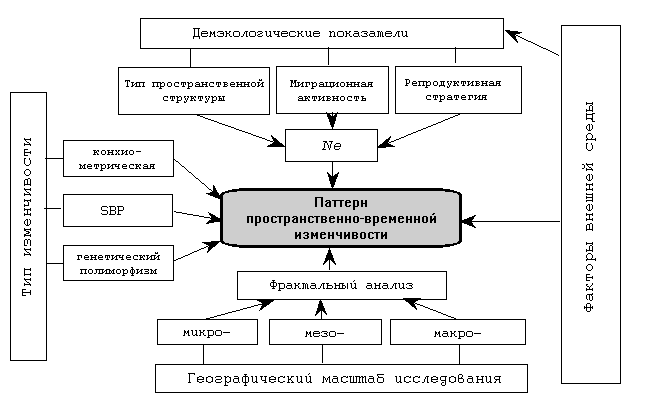 Демэкологические показатели
Тип пространственной
структуры
Миграционная
активность
Репродуктивная
стратегия
Ne
Тип изменчивости
конхио-
метрическая
SBP
генетический
полиморфизм
Паттерн
пространственно-временной
изменчивости
Факторы внешней среды
Фрактальный анализ
микро-
мезо-
макро-
Географический масштаб исследования